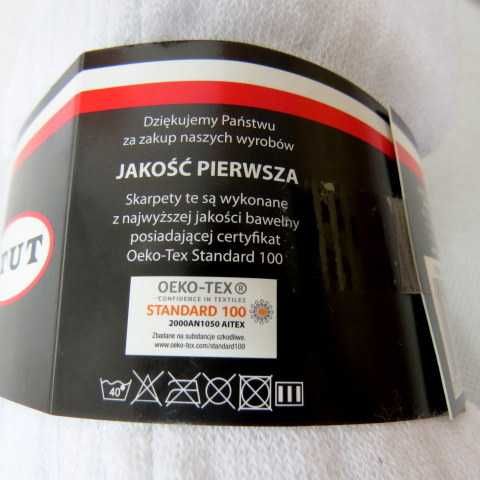 Dziękujemy Państwu
za zakup naszych wyrobów
JAKOŚĆ PIERWSZA
Skarpety te są wykonanę
z najwyższej jakości bawełny
posiadającej certyfikat
Oeko-Tex Standard 100
TUT
OEKO-TEX®
CONFIDENCE IN TEXTILES
STANDARD 100
2000AN1050 AITEX
Zbadane na substancje szkodliwe.
www.oeko-tex.com/standard100
40°